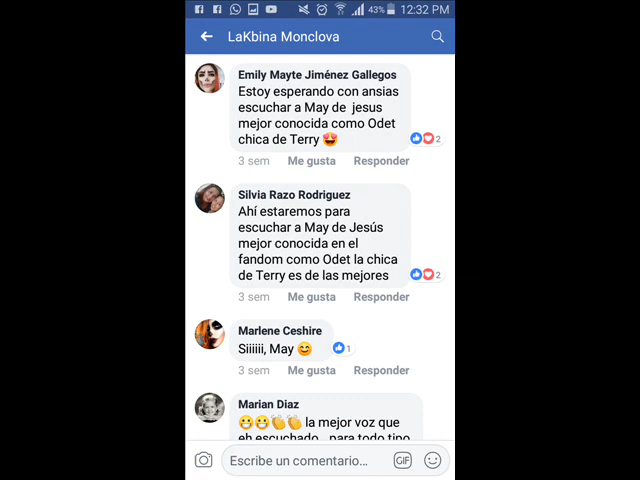 43% 12:32 PM
LaKbina Monclova
Emily Mayte Jiménez Gallegos
Estoy esperando con ansias
escuchar a May de jesus
mejor conocida como Odet
chica de Terry 😍
2
3 sem Me gusta Responder
Silvia Razo Rodriguez
Ahí estaremos para
escuchar a May de Jesús
mejor conocida en el
fandom como Odet la chica
de Terry es de las mejores
2
3 sem Me gusta Responder
Marlene Ceshire
Siiiiii, May 😊
1
3 sem Me gusta Responder
Marian Diaz
😷😷👏👏 la mejor voz que
eh escuchado.. para todo tipo
Escribe un comentario... GIF